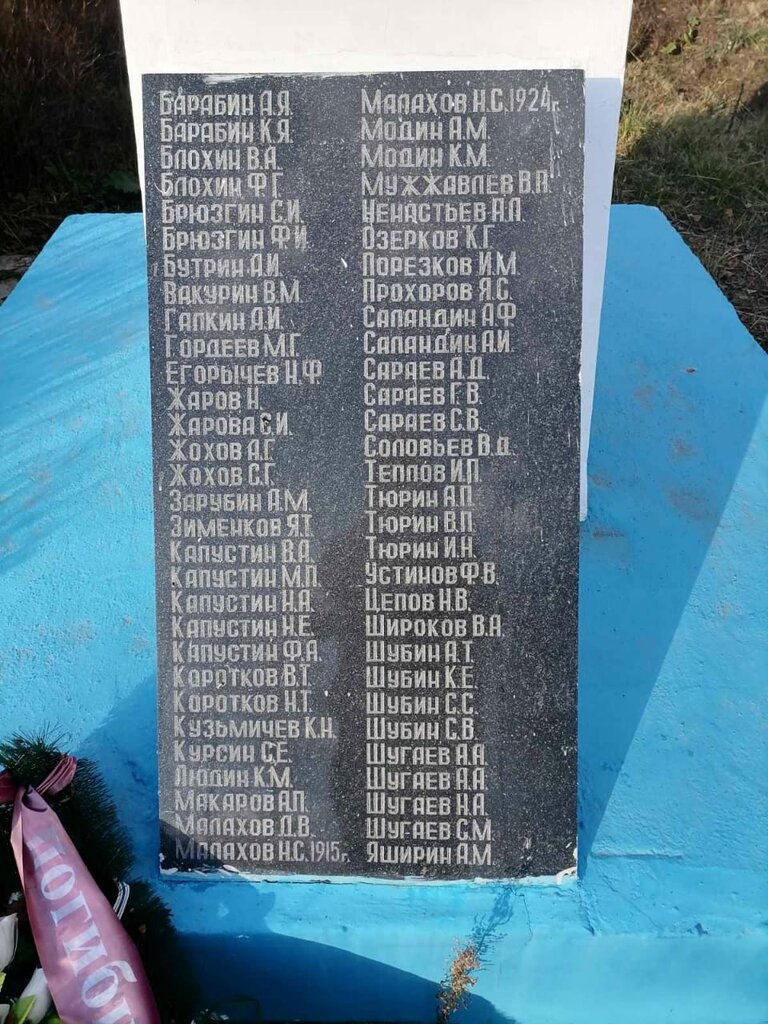 БАРАБИН А.Я.
БАРАБИН К.Я.
БЛОХИН В.А.
БЛОХИН Ф.Г.
БРЮЗГИН С.И.
БРЮЗГИН Ф.И.
БУТРИН А.И.
ВАКУРИН В.М.
ГАЛКИН А.И.
ГОРДЕЕВ М.Г.
ЕГОРЫЧЕВ Н.Ф.
ЖАРОВ Н.
ЖАРОВА Е.И.
ЖОХОВ А.Г.
ЖОХОВ С.Г.
ЗАРУБИН А.М.
ЗИМЕНКОВ Я.Т.
КАПУСТИН В.А.
КАПУСТИН М.П.
КАПУСТИН Н.А.
КАПУСТИН Н.Е.
КАПУСТИН Ф.А.
КОРОТКОВ В.Т.
КОРОТКОВ Н.Т.
КУЗЬМИЧЕВ К.Н.
КУРСИН С.Е.
ЛЮДИН К.М.
МАКАРОВ А.П.
МАЛАХОВ Д.В.
МАЛАХОВ Н.С. 1915г.
МАЛАХОВ Н.С. 1924г.
МОДИН А.М.
МОДИН К.М.
МУЖЖАВЛЕВ В.П.
НЕНАСТЬЕВ А.Л.
ОЗЕРКОВ К.Г.
ПОРЕЗКОВ И.М.
ПРОХОРОВ Я.С.
САЛАНДИН А.Ф.
САЛАНДИН А.И.
САРАЕВ А.Д.
САРАЕВ Г.В.
САРАЕВ С.В.
СОЛОВЬЕВ В.Д.
ТЕПЛОВ И.П.
ТЮРИН А.П.
ТЮРИН В.П.
ТЮРИН И.Н.
УСТИНОВ Ф.В.
ЦЕПОВ Н.В.
ШИРОКОВ В.А.
ШУБИН А.Т.
ШУБИН К.Е.
ШУБИН С.С.
ШУБИН С.В.
ШУГАЕВ А.А.
ШУГАЕВ А.А.
ШУГАЕВ Н.А.
ШУГАЕВ С.М.
ЯШИРИН А.М.